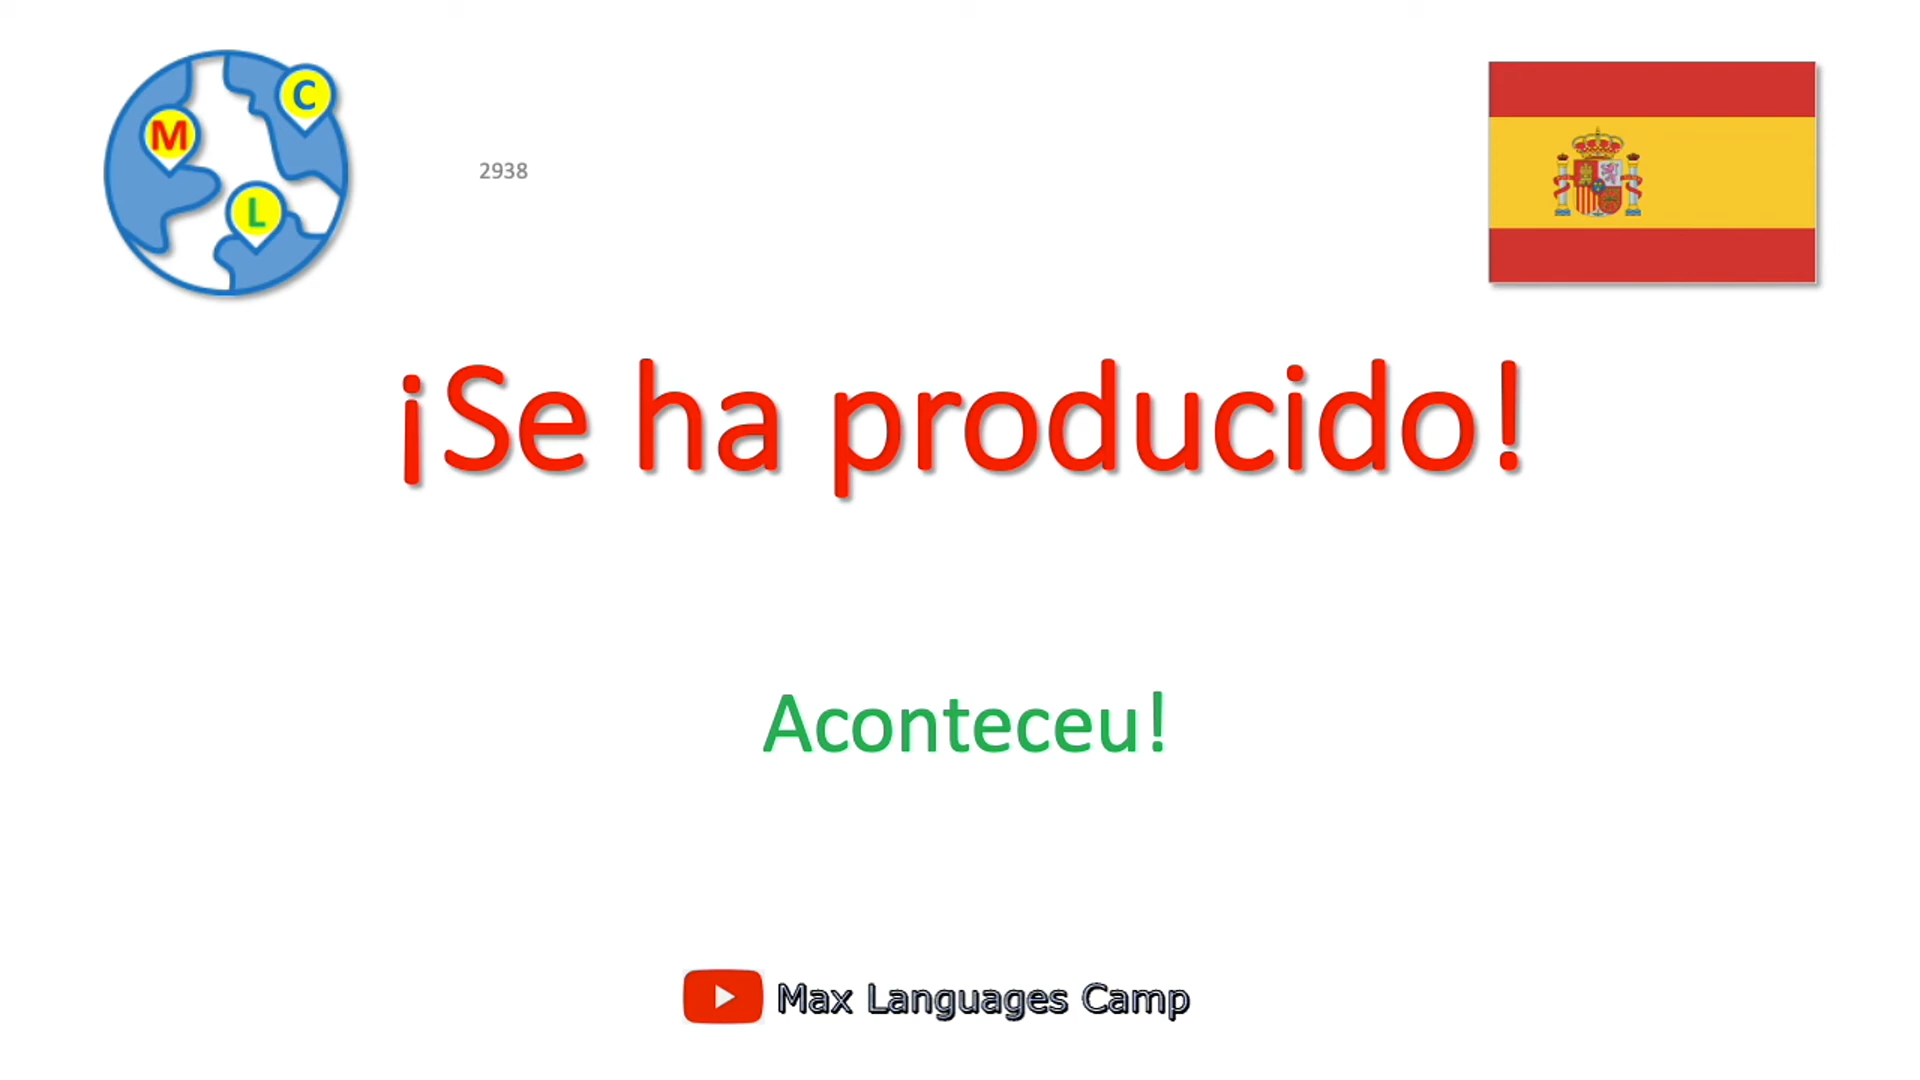 M
C
L
2938
¡Se ha producido!
Aconteceu!
Max Languages Camp